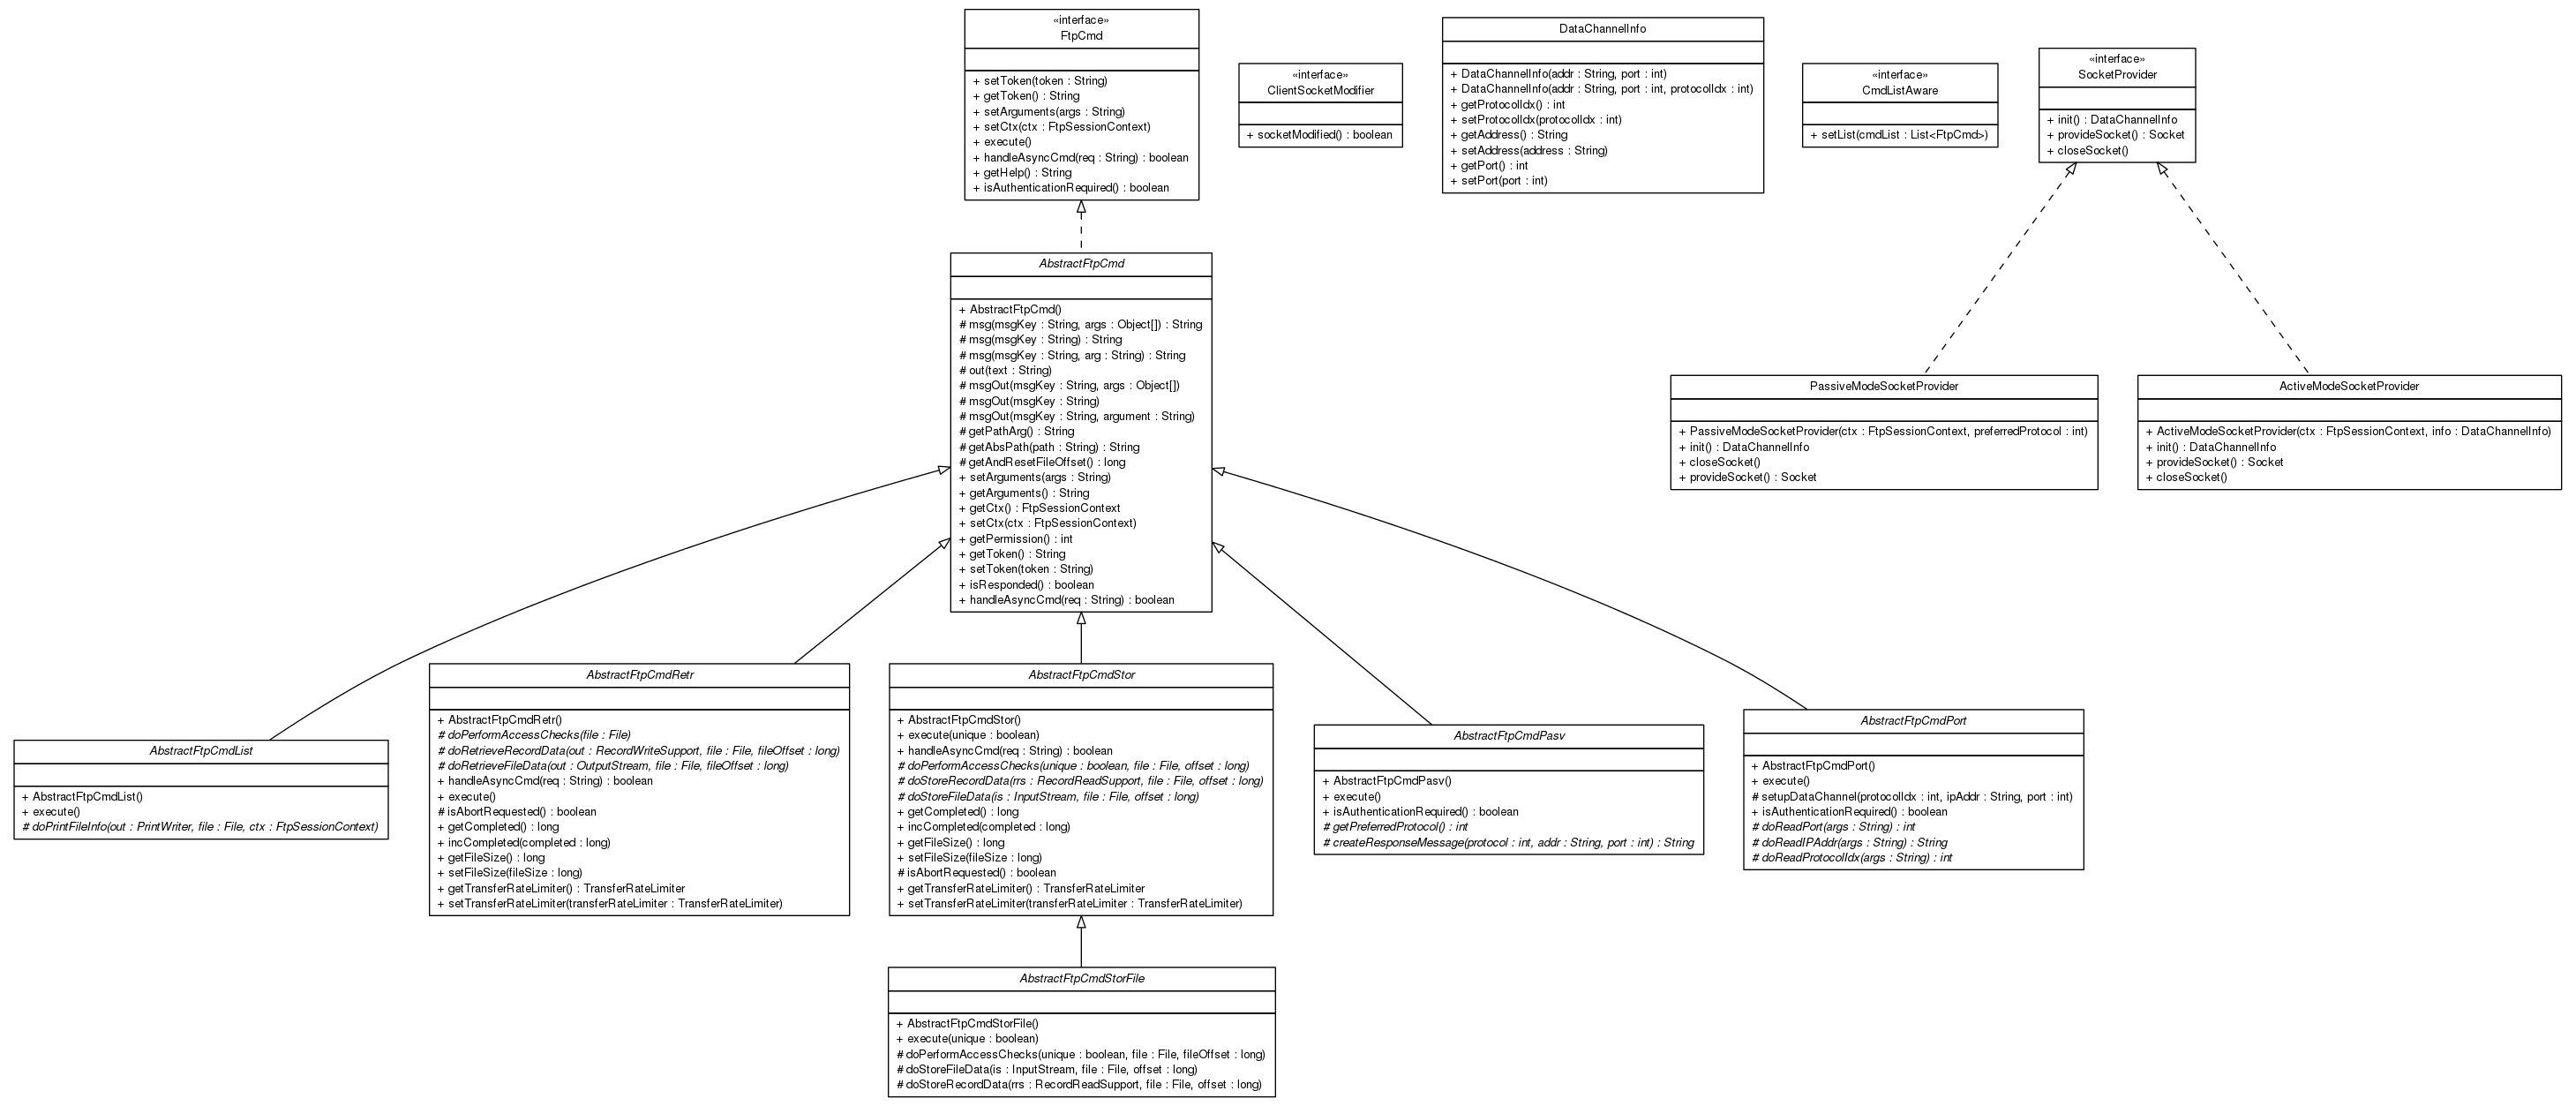 «interface»
FtpCmd
+ setToken(token : String)
+ getToken() : String
+ setArguments(args : String)
+ setCtx(ctx : FtpSessionContext)
+ execute()
+ handleAsyncCmd(req : String) : boolean
+ getHelp() : String
+ isAuthenticationRequired() : boolean
«interface»
ClientSocketModifier
+ socketModified() : boolean
DataChannelInfo
+ DataChannelInfo(addr : String, port : int)
+ DataChannelInfo(addr : String, port : int, protocolIdx : int)
+ getProtocolIdx() : int
+ setProtocolIdx(protocolIdx : int)
+ getAddress() : String
+ setAddress(address : String)
+ getPort() : int
+ setPort(port : int)
«interface»
CmdListAware
+ setList(cmdList : List<FtpCmd>)
«interface»
SocketProvider
+ init() : DataChannelInfo
+ provideSocket() : Socket
+ closeSocket()
AbstractFtpCmd
+ AbstractFtpCmd()
# msg(msgKey : String, args : Object[]) : String
# msg(msgKey : String) : String
# msg(msgKey : String, arg : String) : String
# out(text : String)
# msgOut(msgKey : String, args : Object[])
# msgOut(msgKey : String)
# msgOut(msgKey : String, argument : String)
# getPathArg() : String
# getAbsPath(path : String) : String
# getAndResetFileOffset() : long
+ setArguments(args : String)
+ getArguments() : String
+ getCtx() : FtpSessionContext
+ setCtx(ctx : FtpSessionContext)
+ getPermission() : int
+ getToken() : String
+ setToken(token : String)
+ isResponded() : boolean
+ handleAsyncCmd(req : String) : boolean
PassiveModeSocketProvider
+ PassiveModeSocketProvider(ctx : FtpSessionContext, preferredProtocol : int)
+ init() : DataChannelInfo
+ closeSocket()
+ provideSocket() : Socket
ActiveModeSocketProvider
+ ActiveModeSocketProvider(ctx : FtpSessionContext, info : DataChannelInfo)
+ init() : DataChannelInfo
+ provideSocket() : Socket
+ closeSocket()
AbstractFtpCmdList
+ AbstractFtpCmdList()
+ execute()
# doPrintFileInfo(out : PrintWriter, file : File, ctx : FtpSessionContext)
AbstractFtpCmdRetr
+ AbstractFtpCmdRetr()
# doPerformAccessChecks(file : File)
# doRetrieveRecordData(out : RecordWriteSupport, file : File, fileOffset : long)
# doRetrieveFileData(out : OutputStream, file : File, fileOffset : long)
+ handleAsyncCmd(req : String) : boolean
+ execute()
# isAbortRequested() : boolean
+ getCompleted() : long
+ incCompleted(completed : long)
+ getFileSize() : long
+ setFileSize(fileSize : long)
+ getTransferRateLimiter() : TransferRateLimiter
+ setTransferRateLimiter(transferRateLimiter : TransferRateLimiter)
AbstractFtpCmdStor
+ AbstractFtpCmdStor()
+ execute(unique : boolean)
+ handleAsyncCmd(req : String) : boolean
# doPerformAccessChecks(unique : boolean, file : File, offset : long)
# doStoreRecordData(rrs : RecordReadSupport, file : File, offset : long)
# doStoreFileData(is : InputStream, file : File, offset : long)
+ getCompleted() : long
+ incCompleted(completed : long)
+ getFileSize() : long
+ setFileSize(fileSize : long)
# isAbortRequested() : boolean
+ getTransferRateLimiter() : TransferRateLimiter
+ setTransferRateLimiter(transferRateLimiter : TransferRateLimiter)
AbstractFtpCmdPasv
+ AbstractFtpCmdPasv()
+ execute()
+ isAuthenticationRequired() : boolean
# getPreferredProtocol() : int
# createResponseMessage(protocol : int, addr : String, port : int) : String
AbstractFtpCmdPort
+ AbstractFtpCmdPort()
+ execute()
# setupDataChannel(protocolIdx : int, ipAddr : String, port : int)
+ isAuthenticationRequired() : boolean
# doReadPort(args : String) : int
# doReadIPAddr(args : String) : String
# doReadProtocolIdx(args : String) : int
AbstractFtpCmdStorFile
+ AbstractFtpCmdStorFile()
+ execute(unique : boolean)
# doPerformAccessChecks(unique : boolean, file : File, fileOffset : long)
# doStoreFileData(is : InputStream, file : File, offset : long)
# doStoreRecordData(rrs : RecordReadSupport, file : File, offset : long)